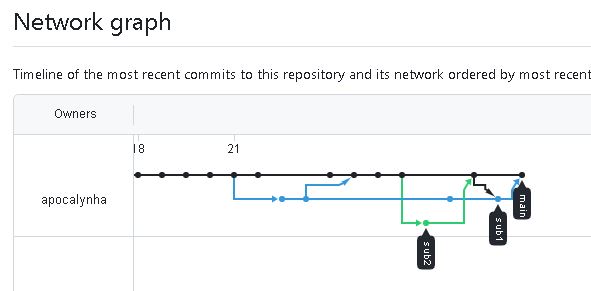 Network graph
Timeline of the most recent commits to this repository and its network ordered by most recent
Owners
18
21
apocalynha
main
sub1
sub2